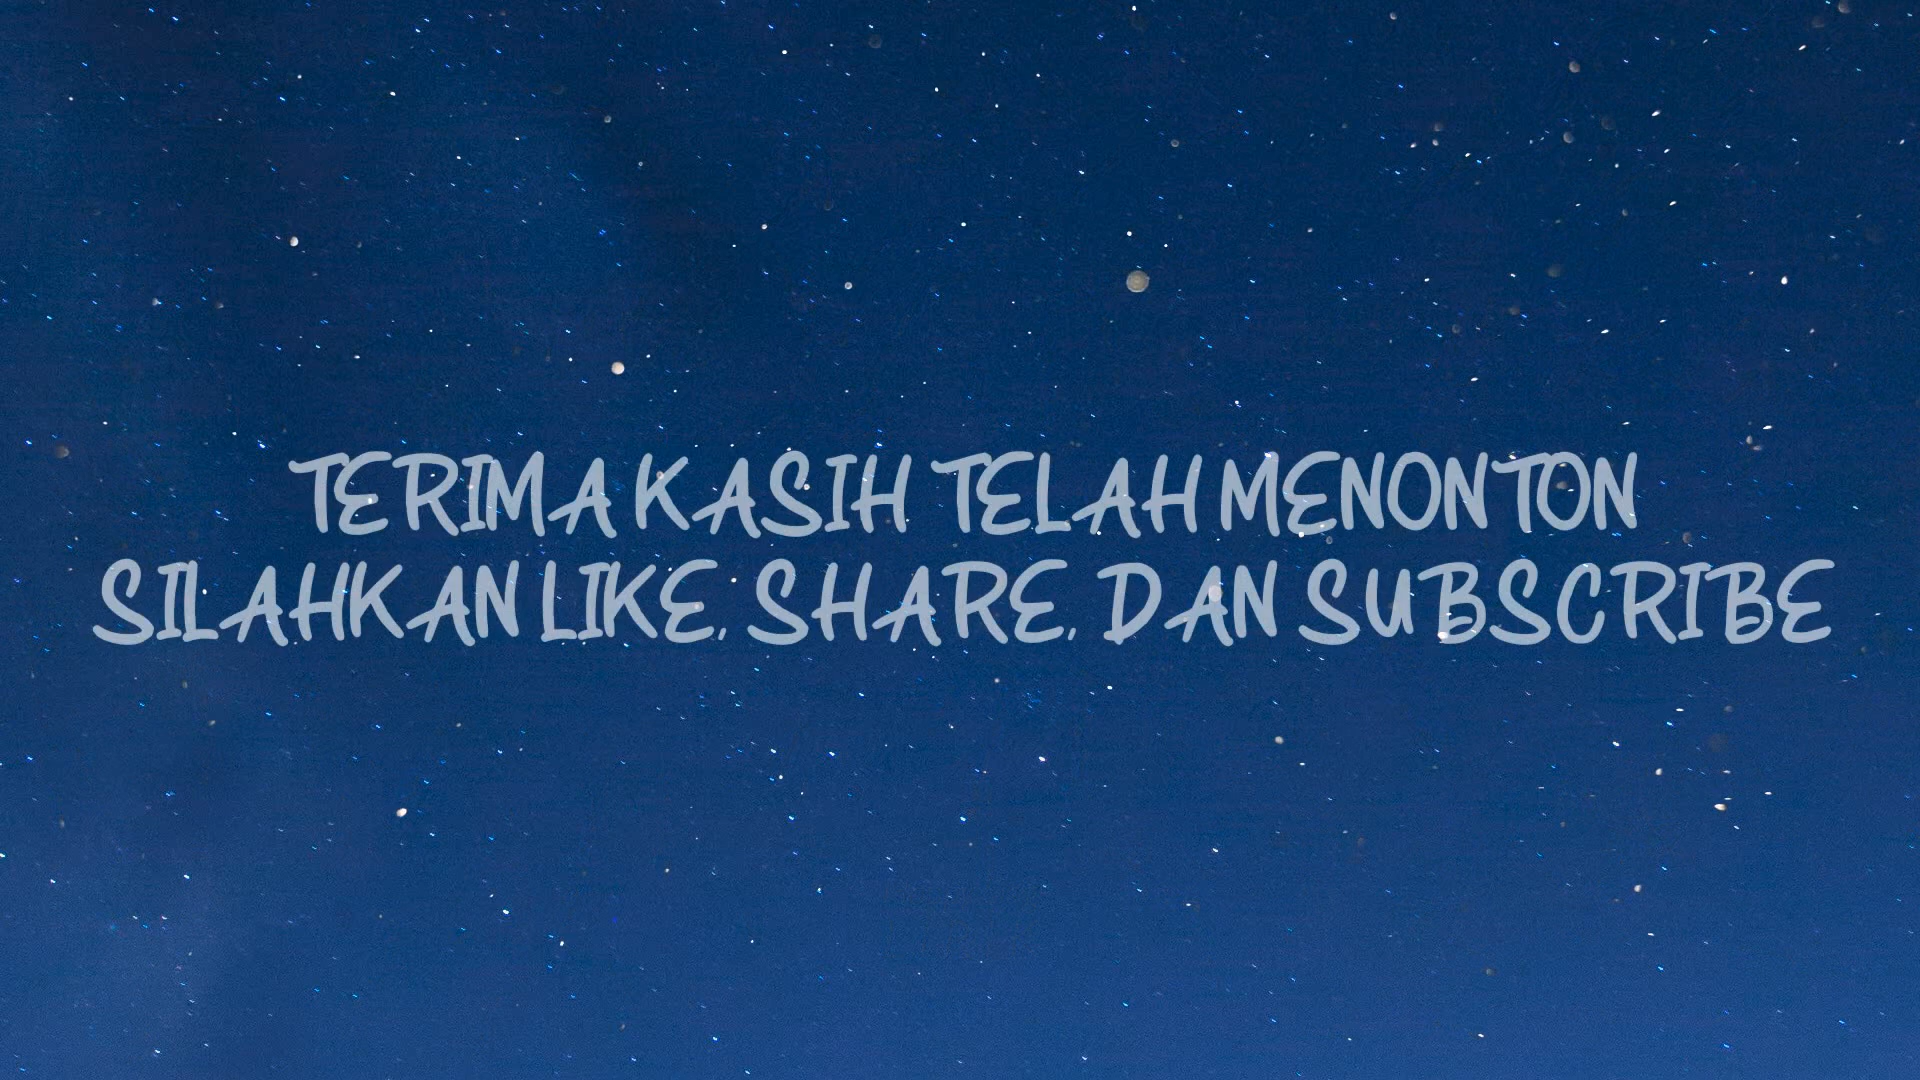 TERIMA KASIH TELAH MENONTON
SILAHKAN LIKE, SHARE, DAN SUBSCRIBE